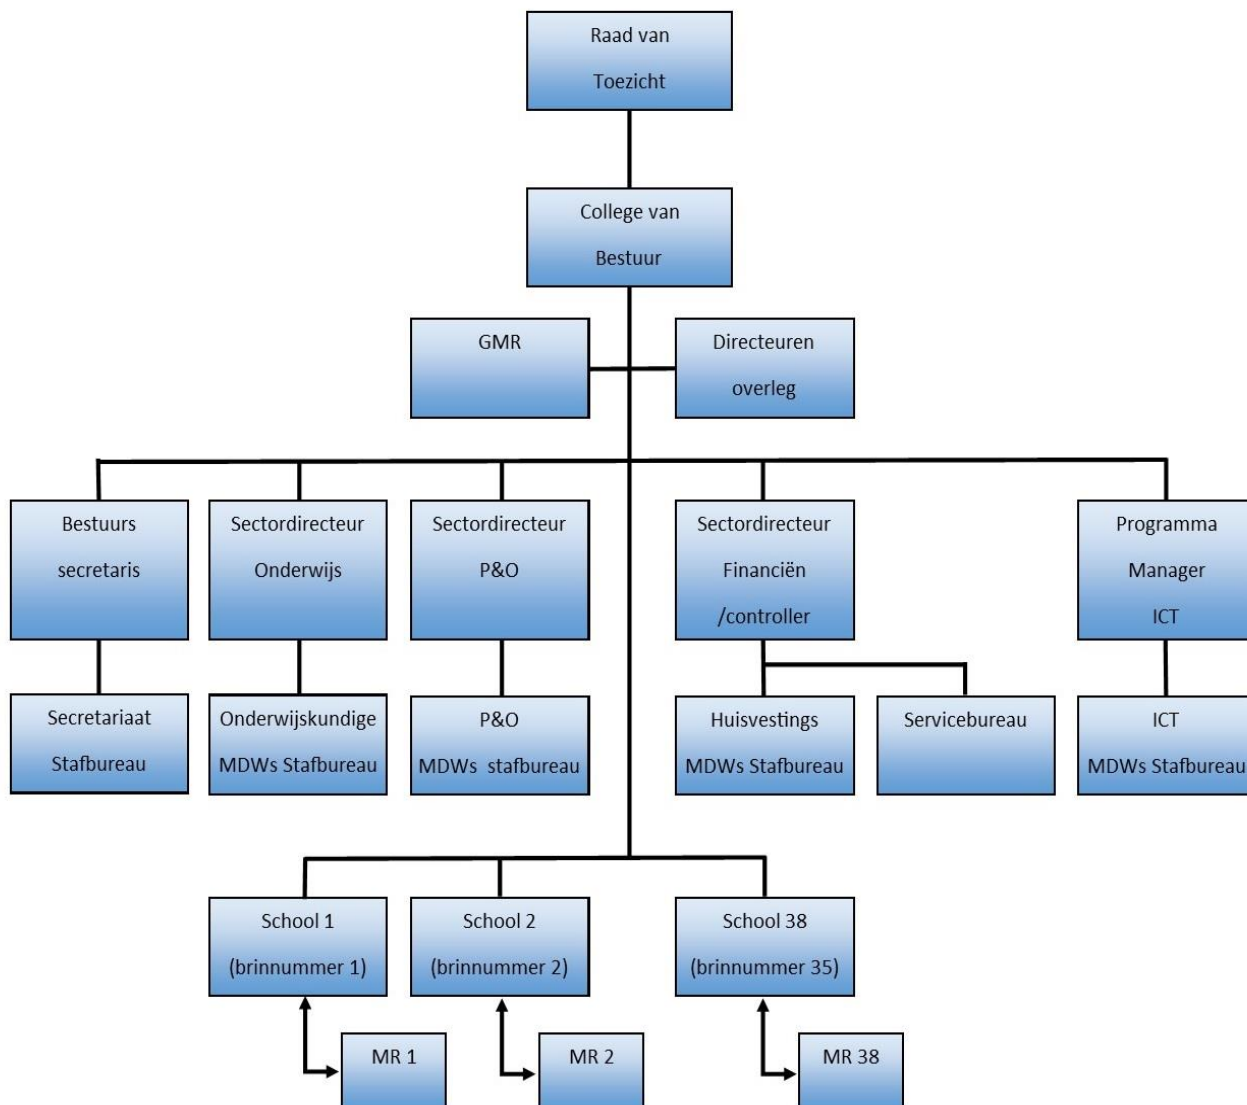 Raad van
Toezicht
College van
Bestuur
GMR
Directeuren
overleg
Bestuurs
secretaris
Sectordirecteur
Onderwijs
Sectordirecteur
P&O
Sectordirecteur
Financiën
/controller
Programma
Manager
ICT
Secretariaat
Stafbureau
Onderwijskundige
MDWs Stafbureau
P&O
MDWs stafbureau
Huisvestings
MDWs Stafbureau
Servicebureau
ICT
MDWs Stafbureau
School 1
(brinnummer 1)
School 2
(brinnummer 2)
School 38
(brinnummer 35)
MR 1
MR 2
MR 38